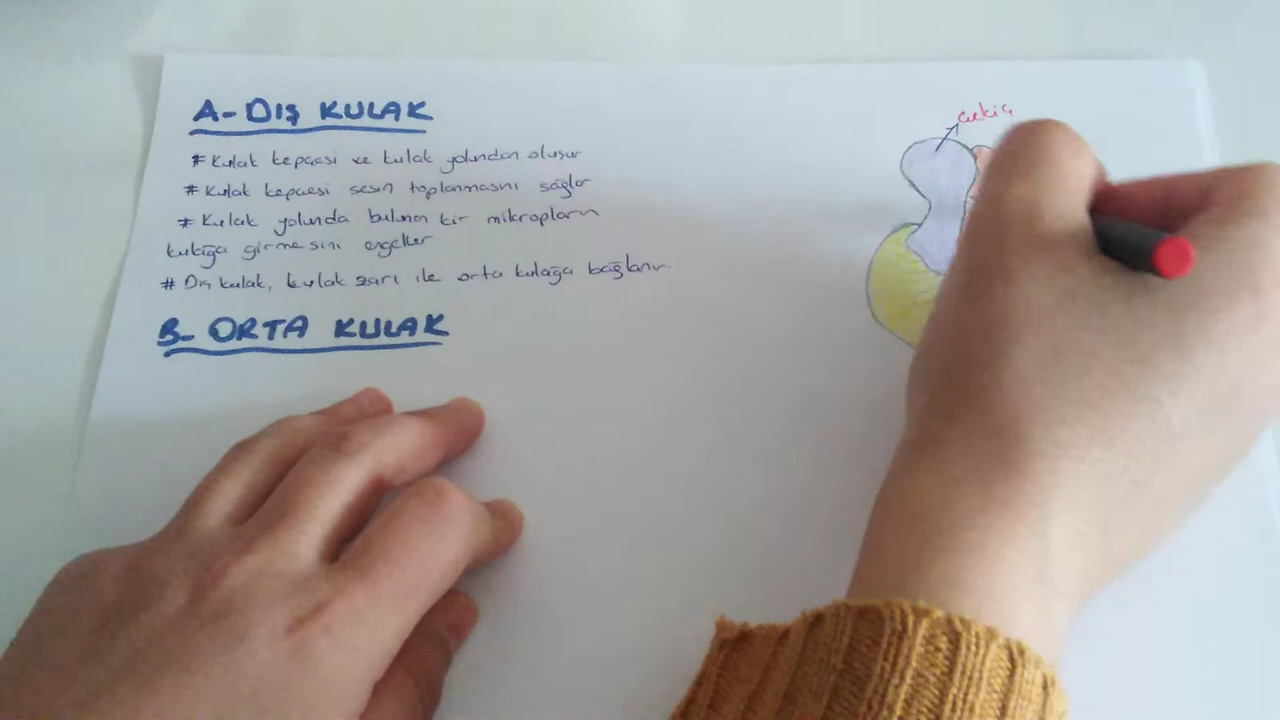 A- DIŞ KULAK
# Kulak kepçesi ve kulak yolundan oluşur
# Kulak kepçesi sesin toplanmasını sağlar
# Kulak yolunda bulunan kir mikropların
kulağa girmesini engeller
# Dış kulak, kulak zarı ile orta kulağa bağlanır
B- ORTA KULAK
çekiç